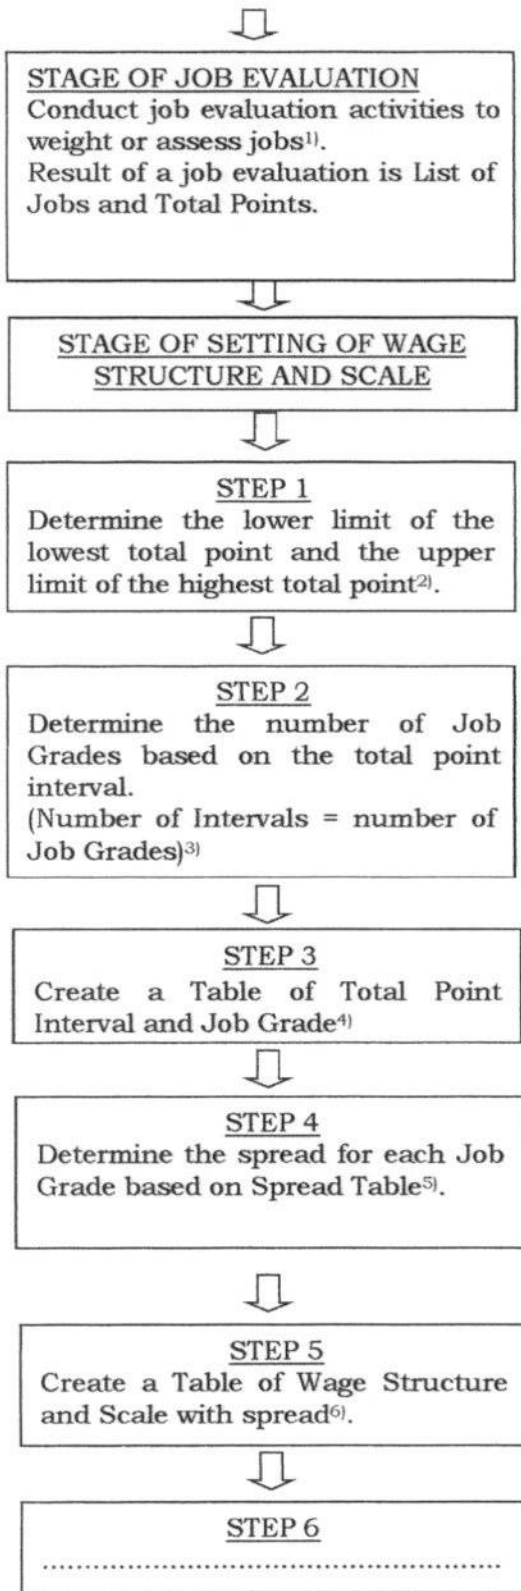 STAGE OF JOB EVALUATION
Conduct job evaluation activities to
weight or assess jobs¹⁾.
Result of a job evaluation is List of
Jobs and Total Points.
STAGE OF SETTING OF WAGE
STRUCTURE AND SCALE
STEP 1
Determine the lower limit of the
lowest total point and the upper
limit of the highest total point²⁾.
STEP 2
Determine the number of Job
Grades based on the total point
interval.
(Number of Intervals = number of
Job Grades)³⁾
STEP 3
Create a Table of Total Point
Interval and Job Grade⁴⁾
STEP 4
Determine the spread for each Job
Grade based on Spread Table⁵⁾.
STEP 5
Create a Table of Wage Structure
and Scale with spread⁶⁾.
STEP 6
....................................................